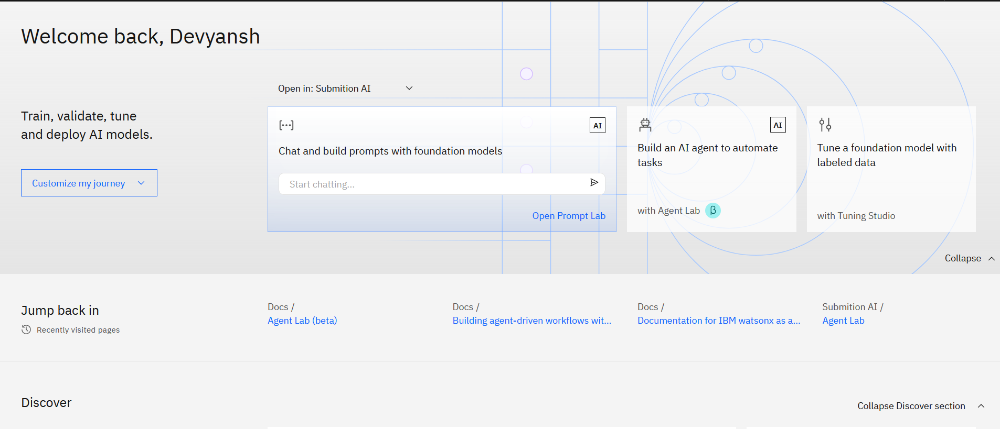 Welcome back, Devyansh
Open in: Submition AI
Train, validate, tune
and deploy AI models.
Customize my journey
AI
Chat and build prompts with foundation models
Start chatting...
Open Prompt Lab
AI
Build an AI agent to automate
tasks
with Agent Lab β
Tune a foundation model with
labeled data
with Tuning Studio
Collapse
Jump back in
Recently visited pages
Docs /
Agent Lab (beta)
Docs /
Building agent-driven workflows wit...
Docs /
Documentation for IBM watsonx as a...
Submition AI /
Agent Lab
Discover
Collapse Discover section